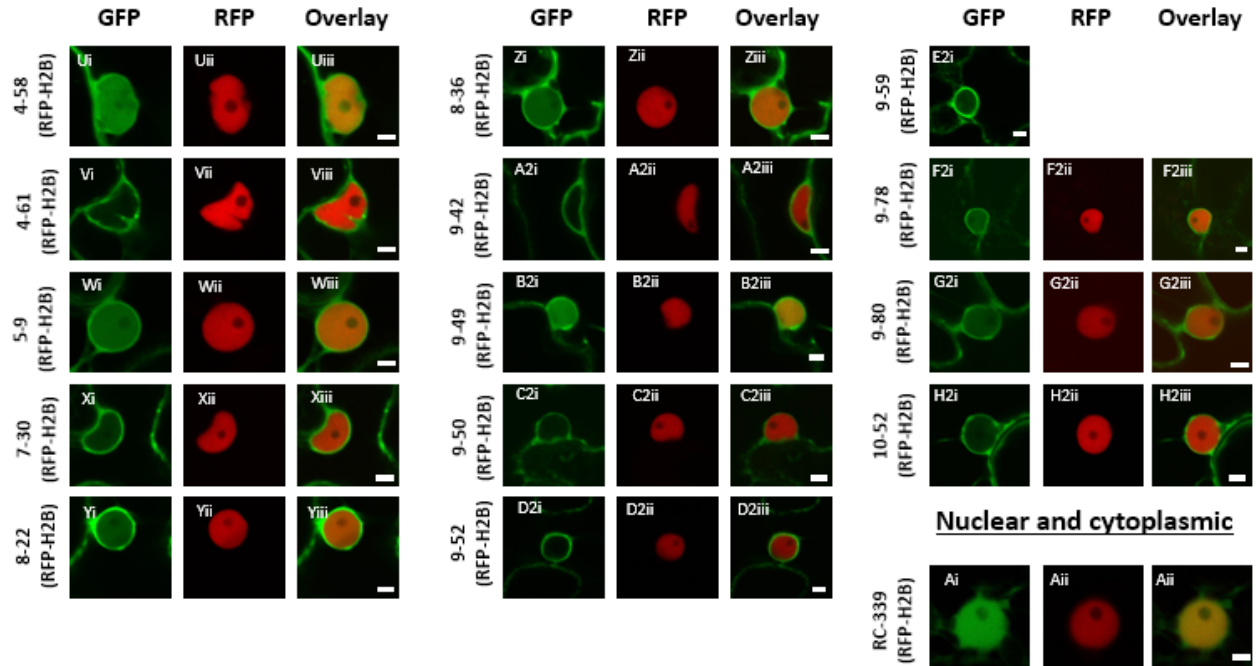 GFP RFP Overlay
4-58
(RFP-H2B)
Ui Uii Uiii
4-61
(RFP-H2B)
Vi Vii Viii
5-9
(RFP-H2B)
Wi Wii Wiii
7-30
(RFP-H2B)
Xi Xii Xiii
8-22
(RFP-H2B)
Yi Yii Yiii
GFP RFP Overlay
8-36
(RFP-H2B)
Zi Zii Ziii
9-42
(RFP-H2B)
A2i A2ii A2iii
9-49
(RFP-H2B)
B2i B2ii B2iii
9-50
(RFP-H2B)
C2i C2ii C2iii
9-52
(RFP-H2B)
D2i D2ii D2iii
GFP RFP Overlay
9-59
(RFP-H2B)
E2i
9-78
(RFP-H2B)
F2i F2ii F2iii
9-80
(RFP-H2B)
G2i G2ii G2iii
10-52
(RFP-H2B)
H2i H2ii H2iii
Nuclear and cytoplasmic
RC-339
(RFP-H2B)
Ai Aii Aii